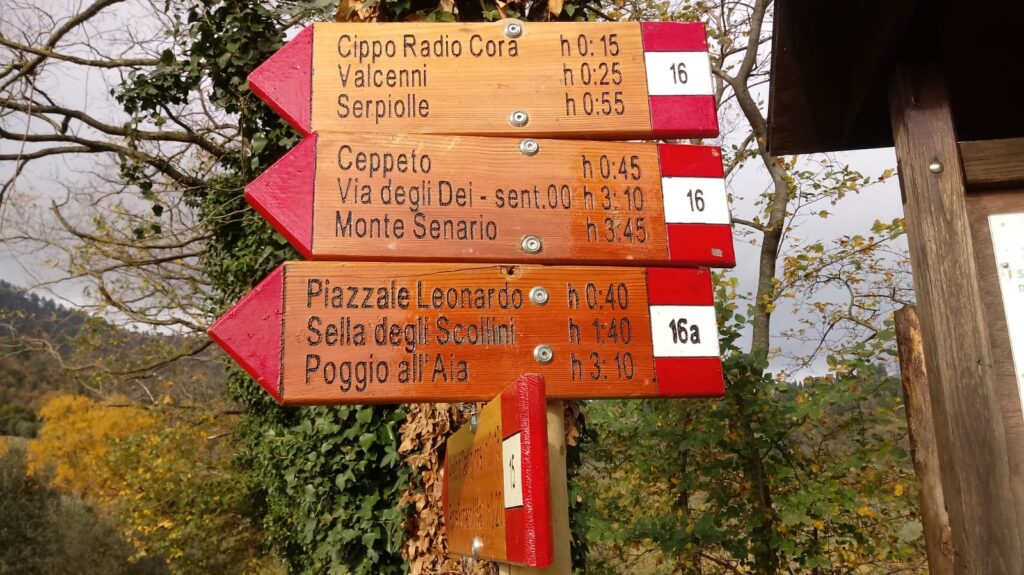 Cippo Radio Cora h 0: 15
Valcenni h 0:25
Serpiolle h 0:55
16
Ceppeto h 0:45
Via degli Dei - sent.00 h 3: 10
Monte Senario h 3:45
16
Piazzale Leonardo h 0:40
Sella degli Scollini h 1:40
Poggio all'Aia h 3: 10
16a
15